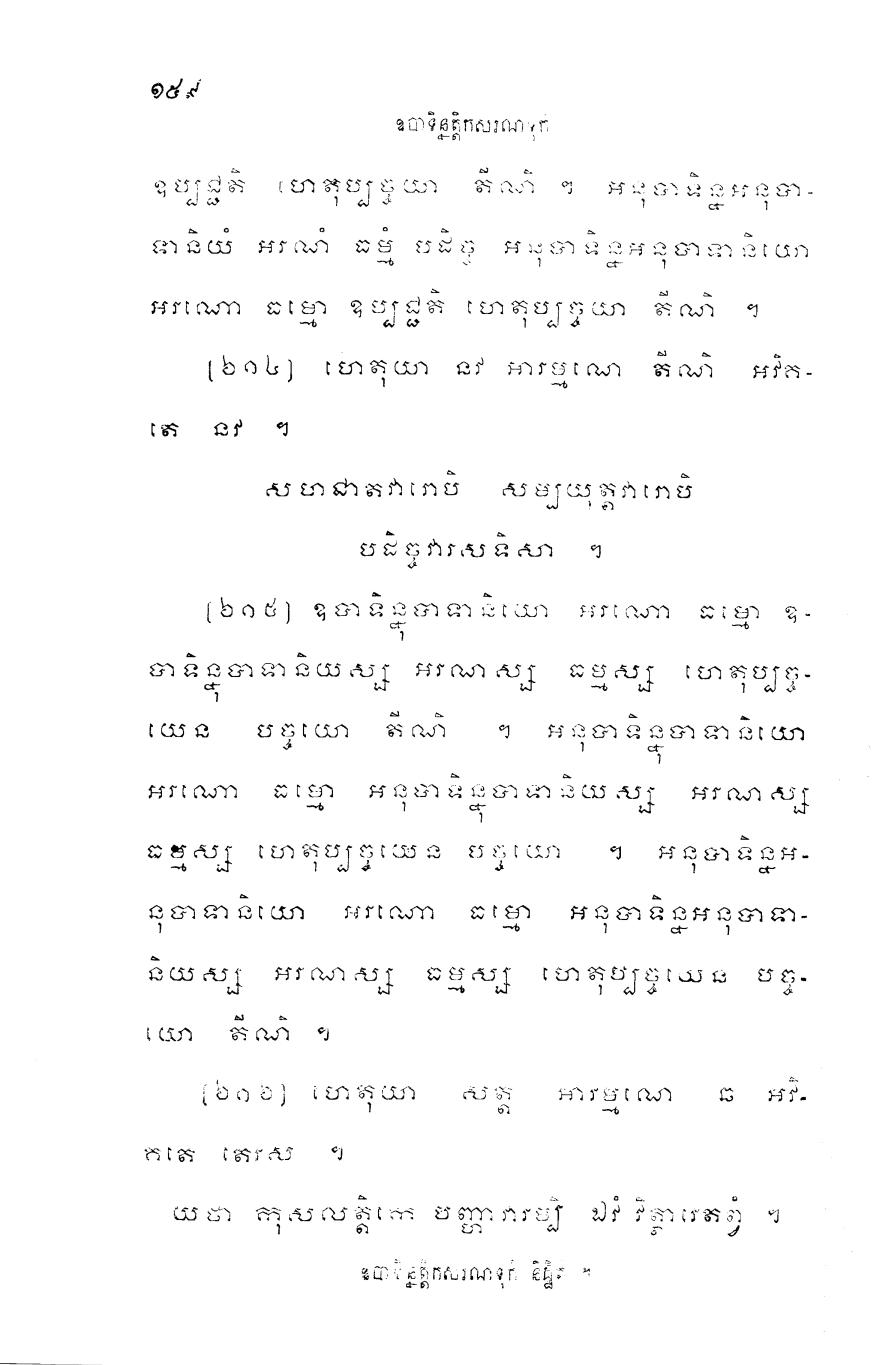 ១៥៩
ឧបាទិន្នត្តិកសរណទុកំ
ឧប្បជ្ជតិ ហេតុប្បច្ចយា តីណិ ។ អនុបាទិន្នអនុបា-
ទានិយំ អរណំ ធម្មំ បដិច្ច អនុបាទិន្នអនុបាទានិយោ
អរណោ ធម្មោ ឧប្បជ្ជតិ ហេតុប្បច្ចយា តីណិ ។
[២០៤] ហេតុយា នវ អារម្មណេ តីណិ អវិគ-
តេ នវ ។
សហជាតវារោបិ សម្បយុត្តវារោបិ
បដិច្ចវារសទិសា ។
[២០៥] ឧបាទិន្នុបាទានិយោ អរណោ ធម្មោ ឧ-
បាទិន្នុបាទានិយស្ស អរណស្ស ធម្មស្ស ហេតុប្បច្ច-
យេន បច្ចយោ តីណិ ។ អនុបាទិន្នុបាទានិយោ
អរណោ ធម្មោ អនុបាទិន្នុបាទានិយស្ស អរណស្ស
ធម្មស្ស ហេតុប្បច្ចយេន បច្ចយោ ។ អនុបាទិន្នអ-
នុបាទានិយោ អរណោ ធម្មោ អនុបាទិន្នអនុបាទា-
និយស្ស អរណស្ស ធម្មស្ស ហេតុប្បច្ចយេន បច្ច-
យោ តីណិ ។
[២០៦] ហេតុយា សត្ត អារម្មណេ ឆ អវិ-
គតេ តេរស ។
យថា កុសលត្តិកេ បញ្ហាវារម្បិ ឯវំ វិត្ថារេតព្វំ ។
ឧបាទិន្នត្តិកសរណទុកំ និដ្ឋិតំ ។